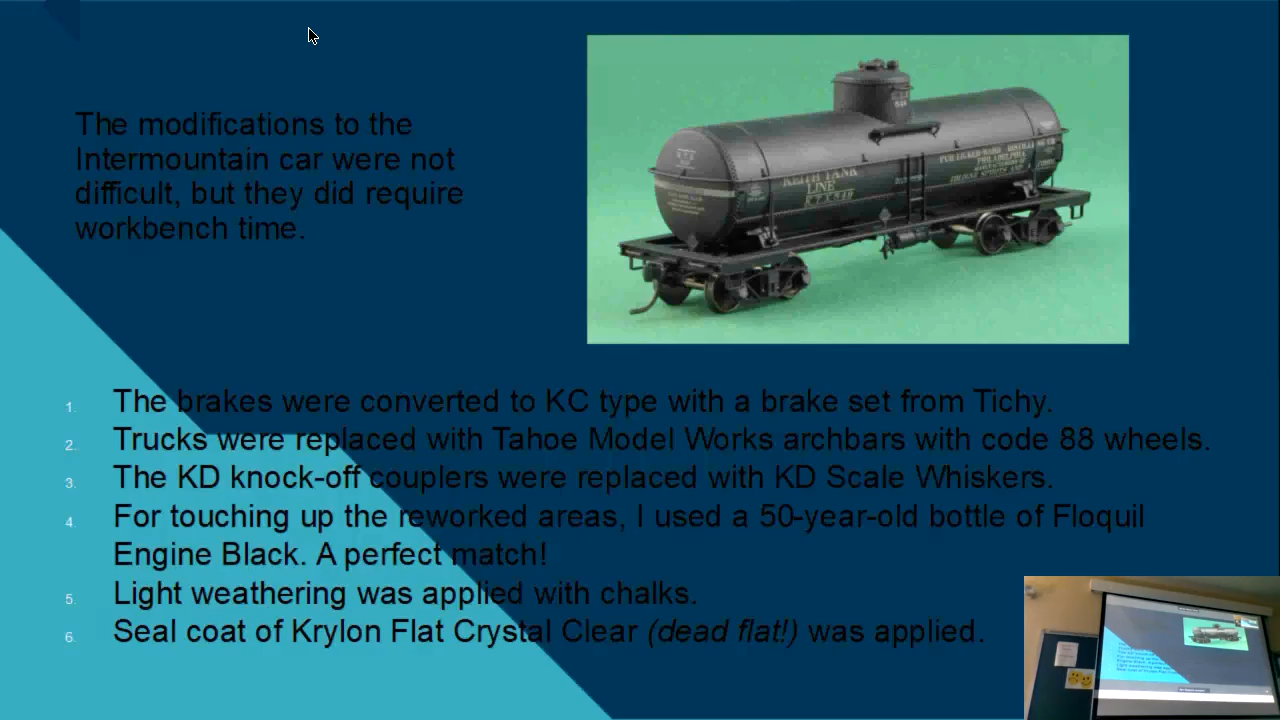 The modifications to the
Intermountain car were not
difficult, but they did require
workbench time.
KEITH TANK
LINE
PHILADELPHIA
1. The brakes were converted to KC type with a brake set from Tichy.
2. Trucks were replaced with Tahoe Model Works archbars with code 88 wheels.
3. The KD knock-off couplers were replaced with KD Scale Whiskers.
4. For touching up the reworked areas, I used a 50-year-old bottle of Floquil
Engine Black. A perfect match!
5. Light weathering was applied with chalks.
6. Seal coat of Krylon Flat Crystal Clear (dead flat!) was applied.